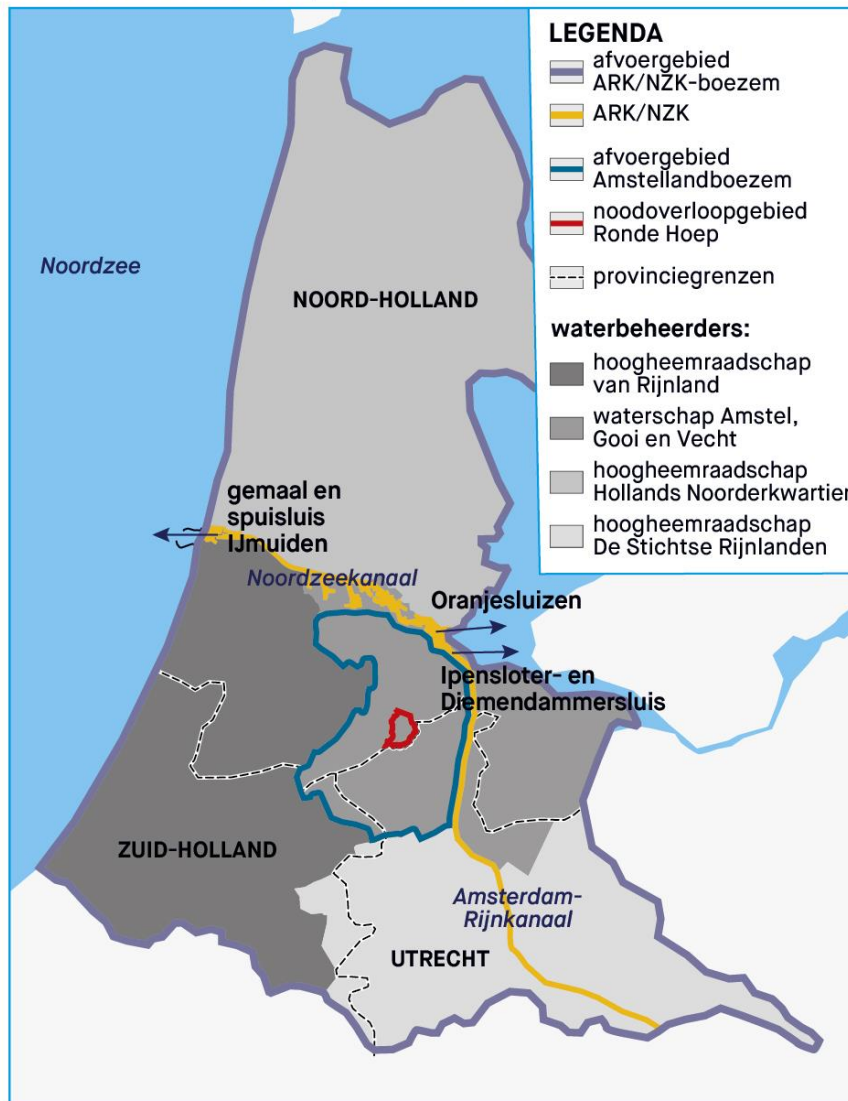 LEGENDA
afvoergebied
ARK/NZK-boezem
ARK/NZK
afvoergebied
Amstellandboezem
noodoverloopgebied
Ronde Hoep
provinciegrenzen
waterbeheerders:
hoogheemraadschap
van Rijnland
waterschap Amstel,
Gooi en Vecht
hoogheemraadschap
Hollands Noorderkwartier
hoogheemraadschap
De Stichtse Rijnlanden
Noordzee
NOORD-HOLLAND
gemaal en
spuisluis
IJmuiden
Noordzeekanaal
Oranjesluizen
Ipensloter- en
Diemendammersluis
ZUID-HOLLAND
Amsterdam-
Rijnkanaal
UTRECHT